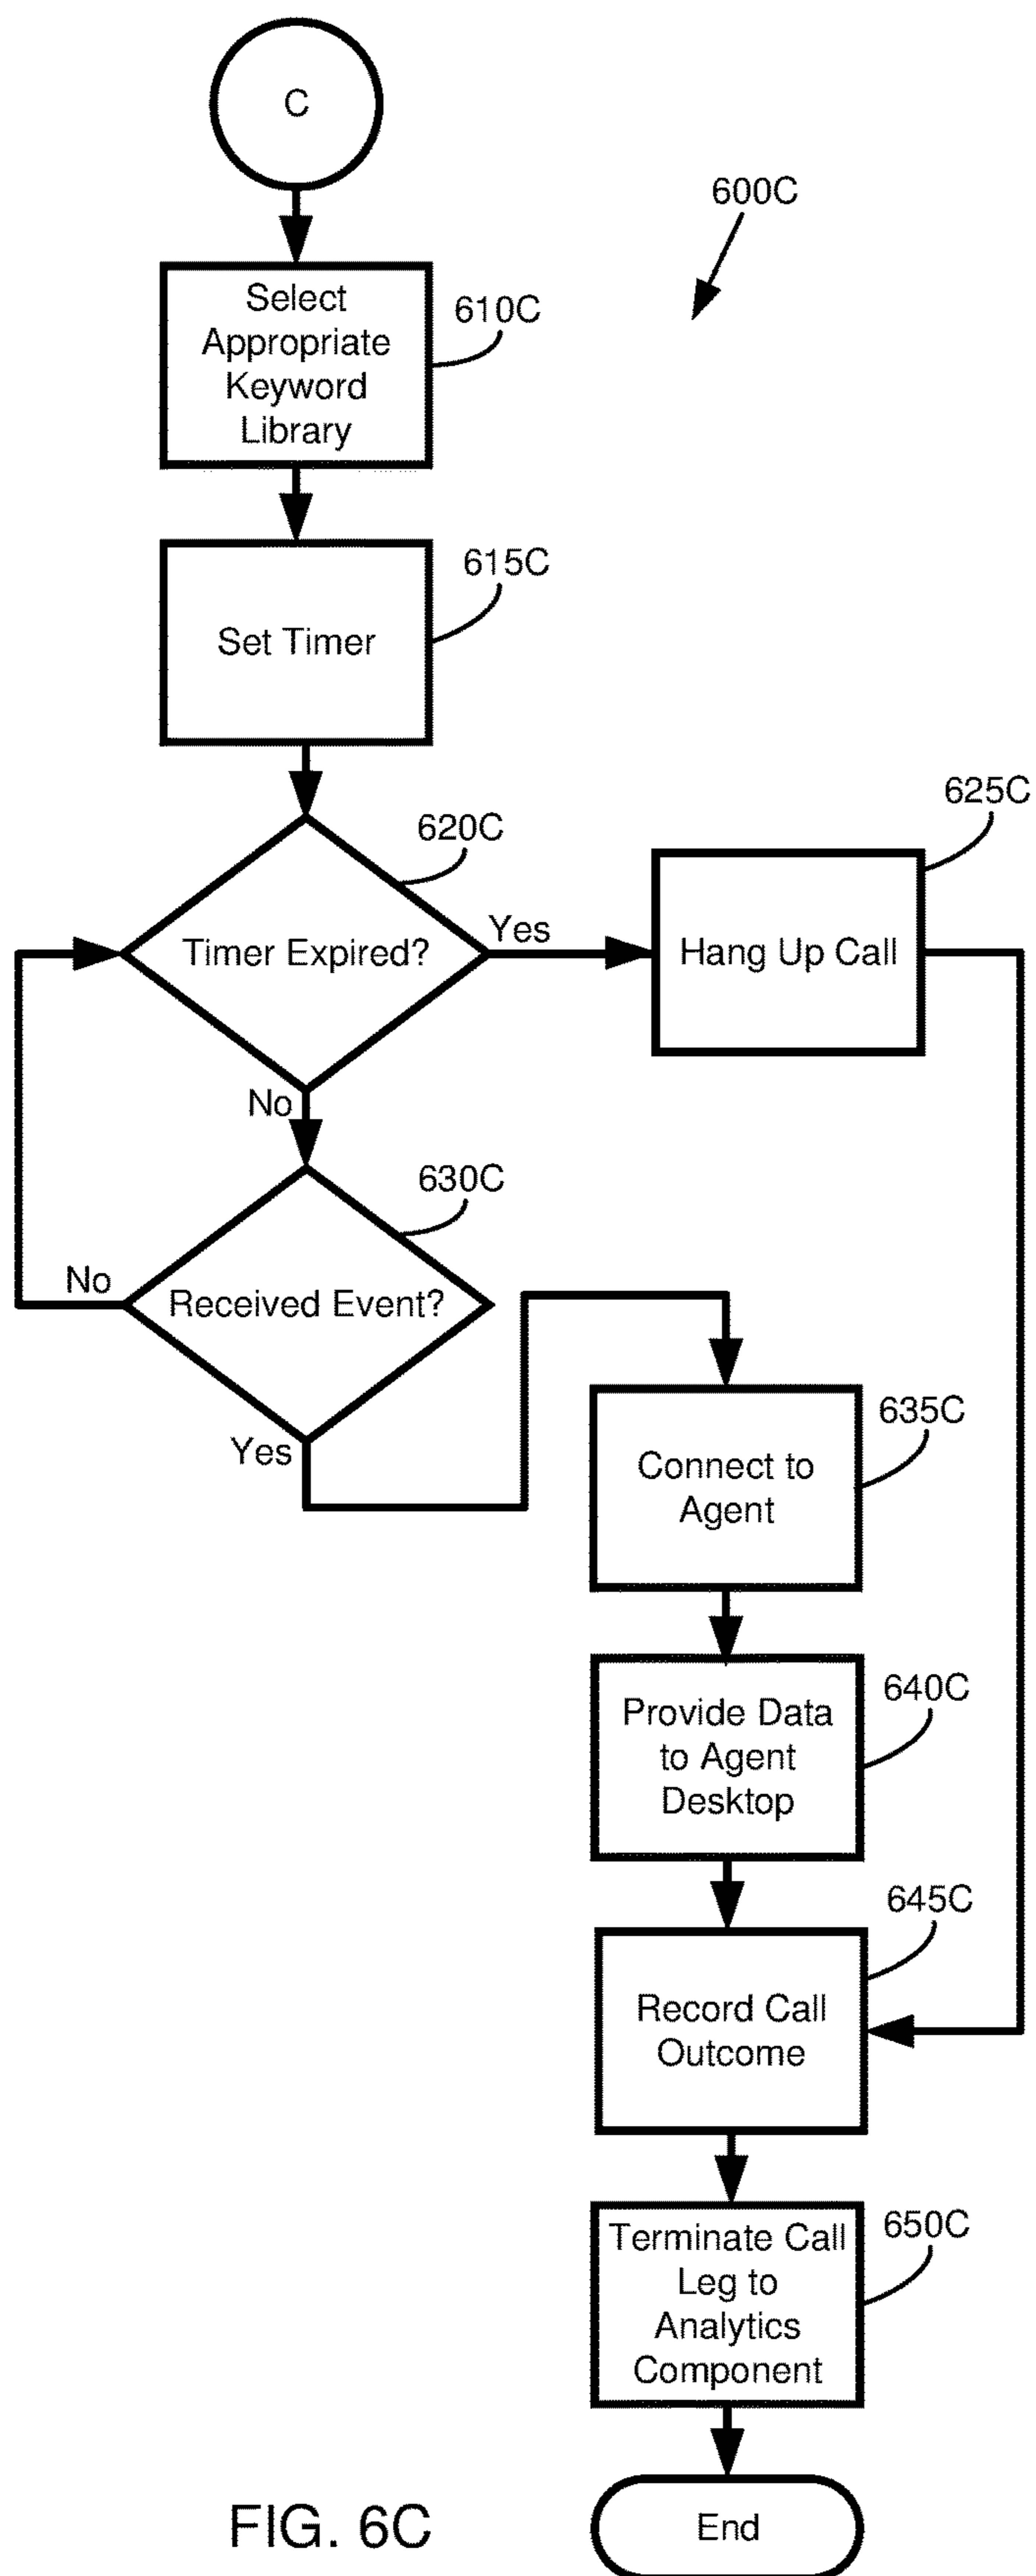 C
600C
Select
Appropriate
Keyword
Library
610C
Set Timer
615C
620C
Timer Expired?
Yes
No
625C
Hang Up Call
630C
Received Event?
No
Yes
635C
Connect to
Agent
640C
Provide Data
to Agent
Desktop
645C
Record Call
Outcome
650C
Terminate Call
Leg to
Analytics
Component
End
FIG. 6C